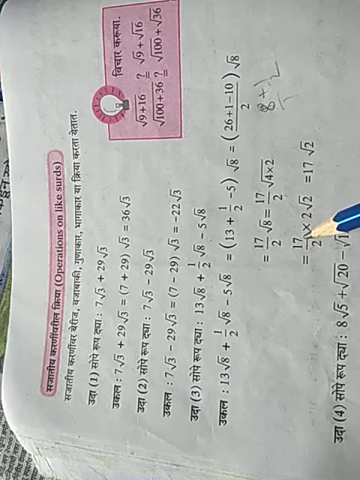 सजातीय करणींवरील क्रिया (Operations on like surds)
सजातीय करणींवर बेरीज, वजाबाकी, गुणाकार, भागाकार या क्रिया करता येतात.
उदा (1) सोपे रूप द्या : 7√3 + 29√3
उकल : 7√3 + 29√3 = (7 + 29) √3 = 36√3
उदा (2) सोपे रूप द्या : 7√3 − 29√3
उकल : 7√3 − 29√3 = (7 − 29) √3 = −22√3
उदा (3) सोपे रूप द्या : 13√8 + 1/2 √8 − 5√8
उकल : 13√8 + 1/2 √8 − 5√8 = (13 + 1/2 − 5) √8 = ((26 + 1 − 10)/2) √8
= 17/2 √8 = 17/2 √(4×2)
= 17/2 × 2√2 = 17√2
उदा (4) सोपे रूप द्या : 8√5 + √20 −
विचार करूया.
√(9+16) ?= √9 + √16
√(100+36) ?= √100 + √36